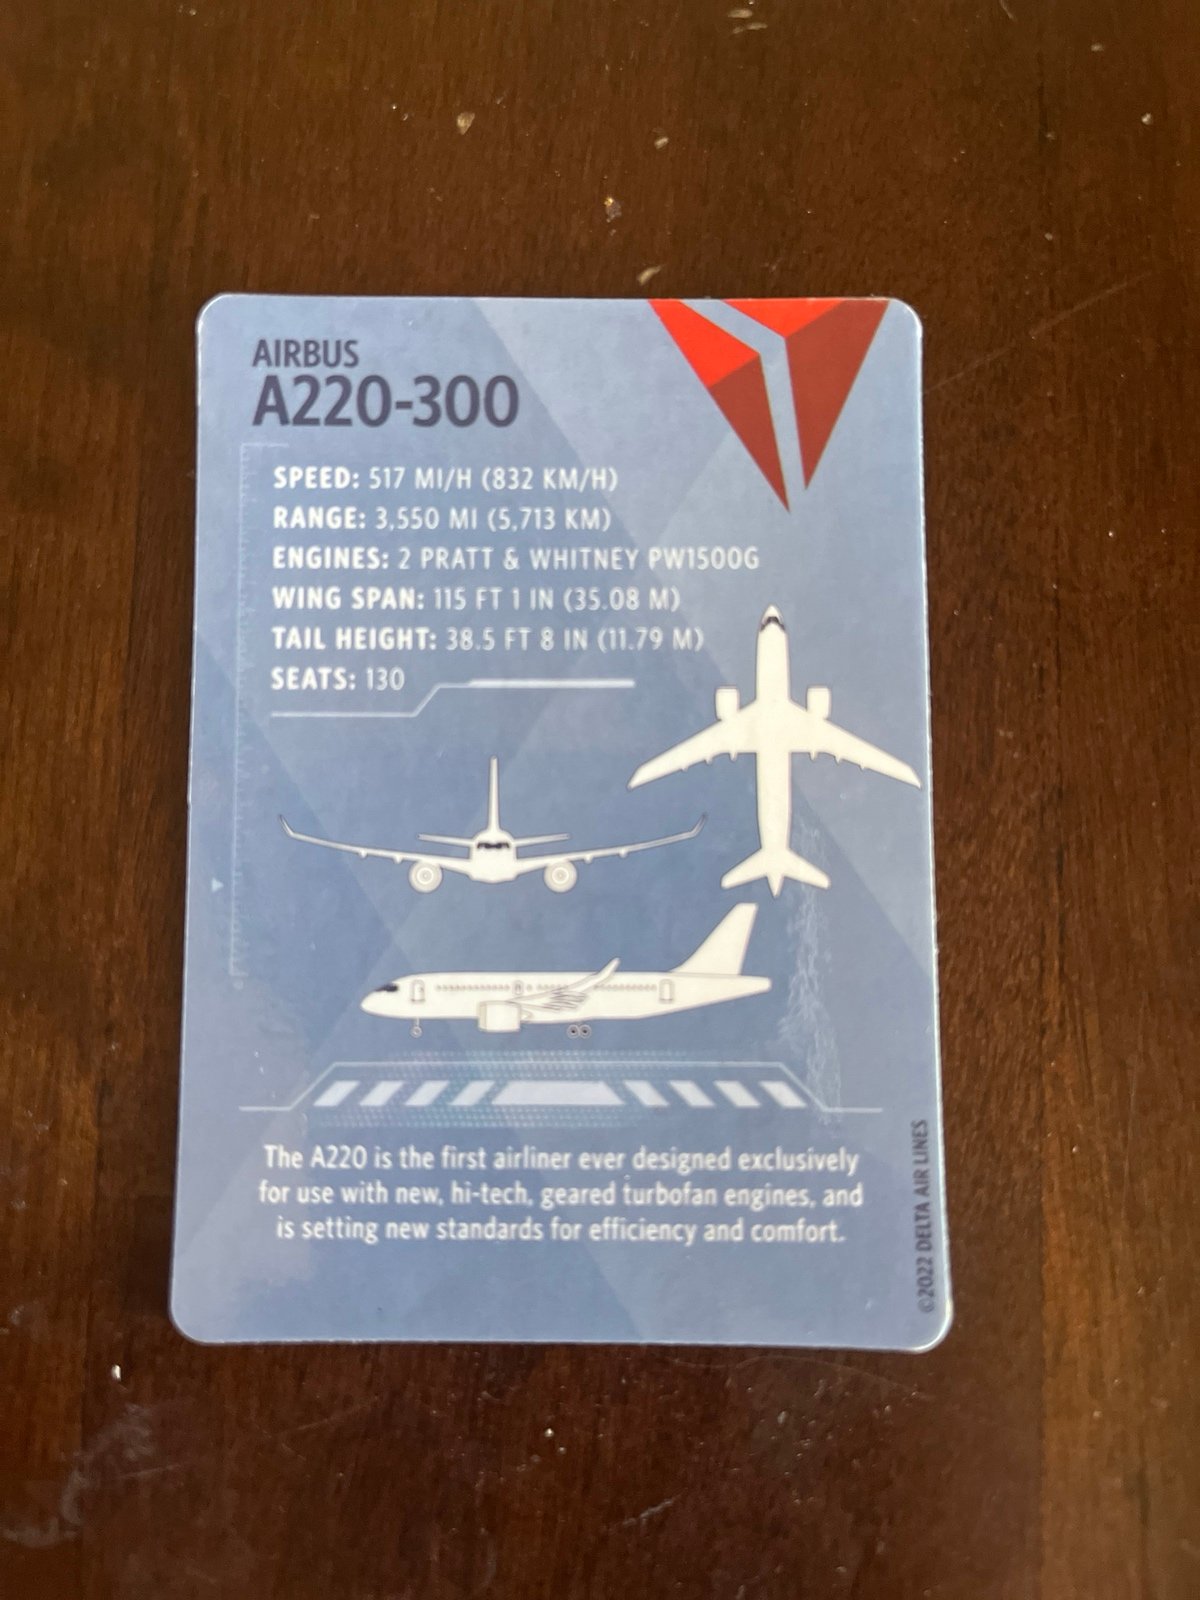 AIRBUS
A220-300
SPEED: 517 MI/H (832 KM/H)
RANGE: 3,550 MI (5,713 KM)
ENGINES: 2 PRATT & WHITNEY PW1500G
WING SPAN: 115 FT 1 IN (35.08 M)
TAIL HEIGHT: 38.5 FT 8 IN (11.79 M)
SEATS: 130
The A220 is the first airliner ever designed exclusively
for use with new, hi-tech, geared turbofan engines, and
is setting new standards for efficiency and comfort.
©2022 DELTA AIR LINES